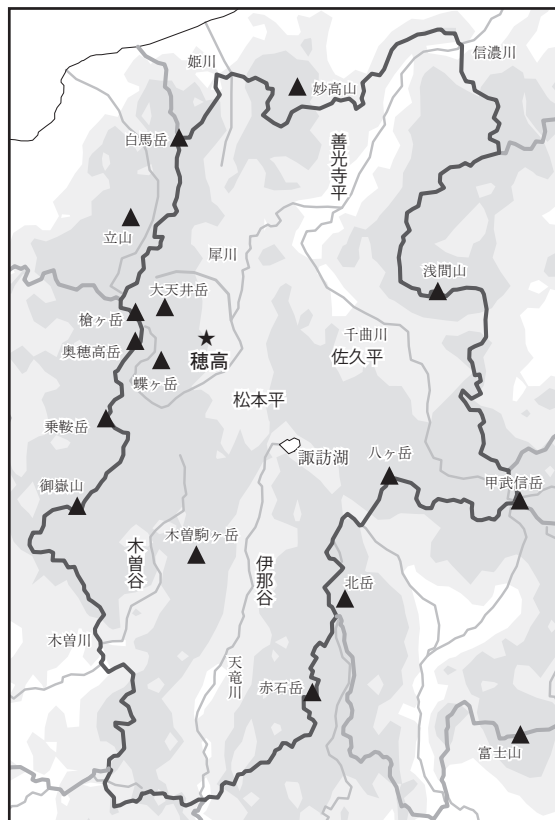 姫川
信濃川
妙高山
白馬岳
善光寺平
立山
犀川
浅間山
大天井岳
槍ヶ岳
千曲川
奥穂高岳
穂高
佐久平
蝶ヶ岳
松本平
乗鞍岳
諏訪湖
八ヶ岳
御嶽山
甲武信岳
木曽谷
木曽駒ヶ岳
伊那谷
北岳
木曽川
天竜川
赤石岳
富士山